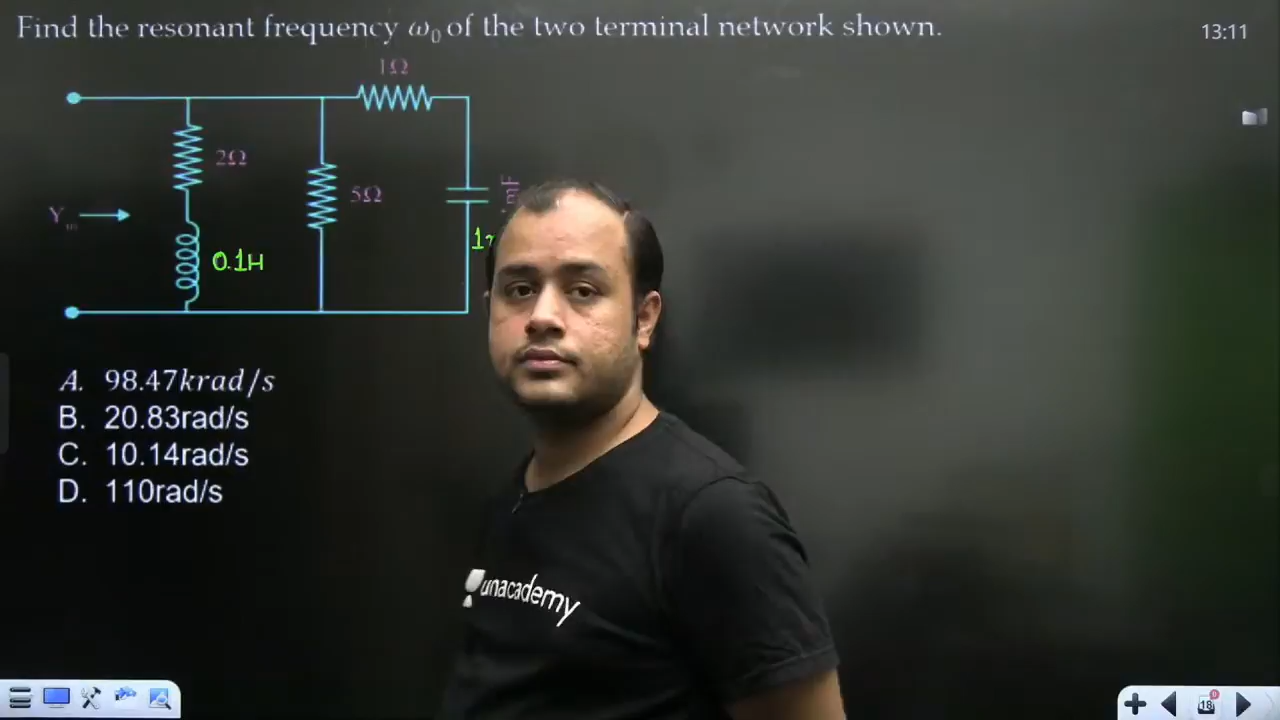 Find the resonant frequency ω₀ of the two terminal network shown.
13:11
1Ω
2Ω
5Ω
Yᵢₙ
0.1H
A. 98.47krad/s
B. 20.83rad/s
C. 10.14rad/s
D. 110rad/s
unacademy
18